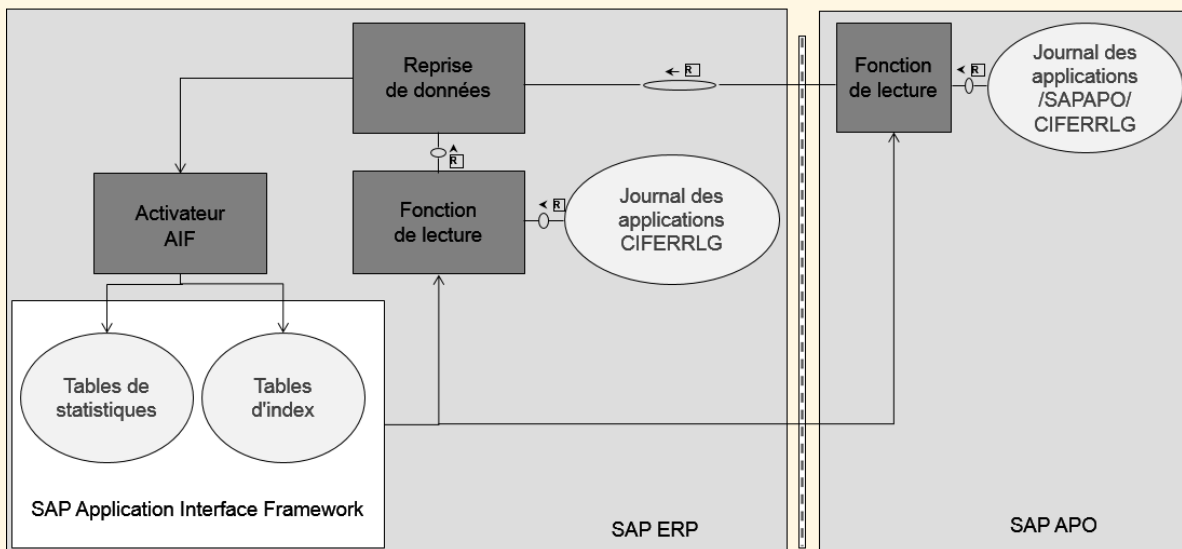 Reprise
de données
R
Fonction
de lecture
R
Journal des
applications
/SAPAPO/
CIFERRLG
R
Activateur
AIF
Fonction
de lecture
R
Journal des
applications
CIFERRLG
Tables de
statistiques
Tables
d'index
SAP Application Interface Framework
SAP ERP
SAP APO